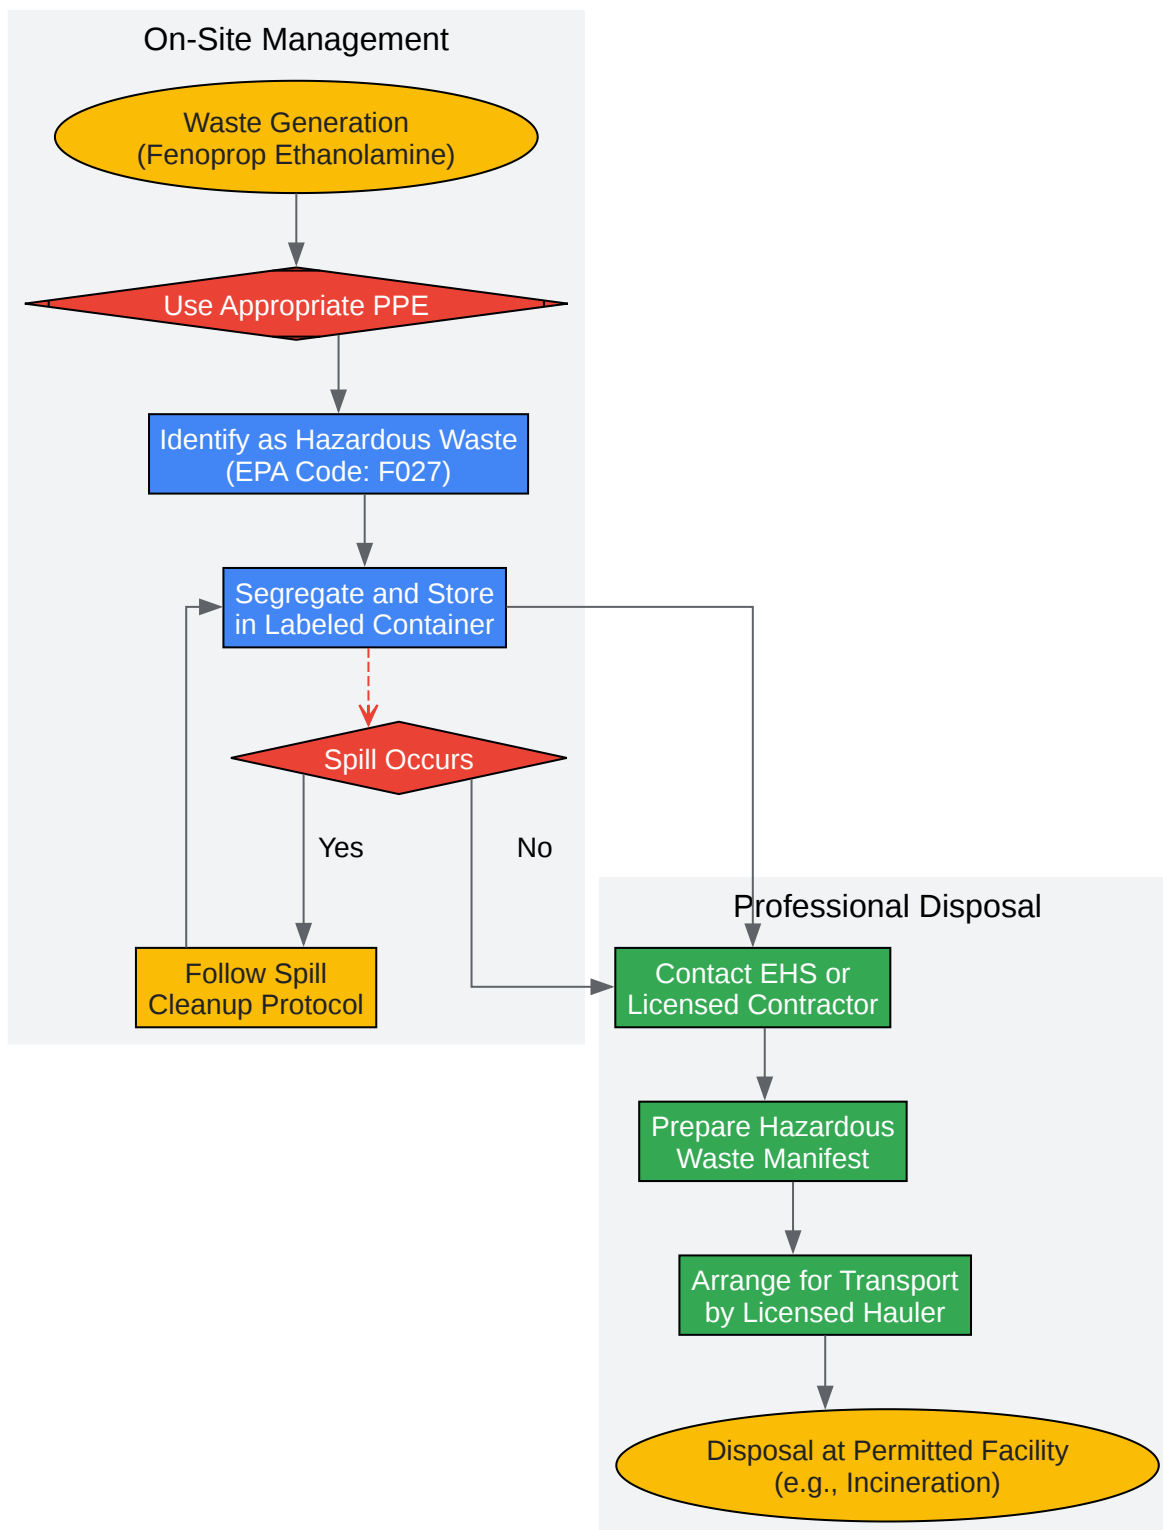 On-Site Management
Waste Generation
(Fenoprop Ethanolamine)
Use Appropriate PPE
Identify as Hazardous Waste
(EPA Code: F027)
Segregate and Store
in Labeled Container
Spill Occurs
Yes
No
Follow Spill
Cleanup Protocol
Professional Disposal
Contact EHS or
Licensed Contractor
Prepare Hazardous
Waste Manifest
Arrange for Transport
by Licensed Hauler
Disposal at Permitted Facility
(e.g., Incineration)